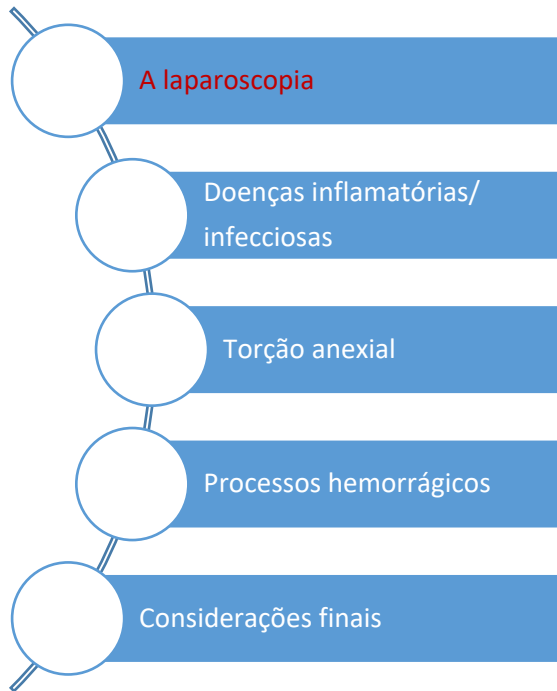 A laparoscopia
Doenças inflamatórias/
infecciosas
Torção anexial
Processos hemorrágicos
Considerações finais